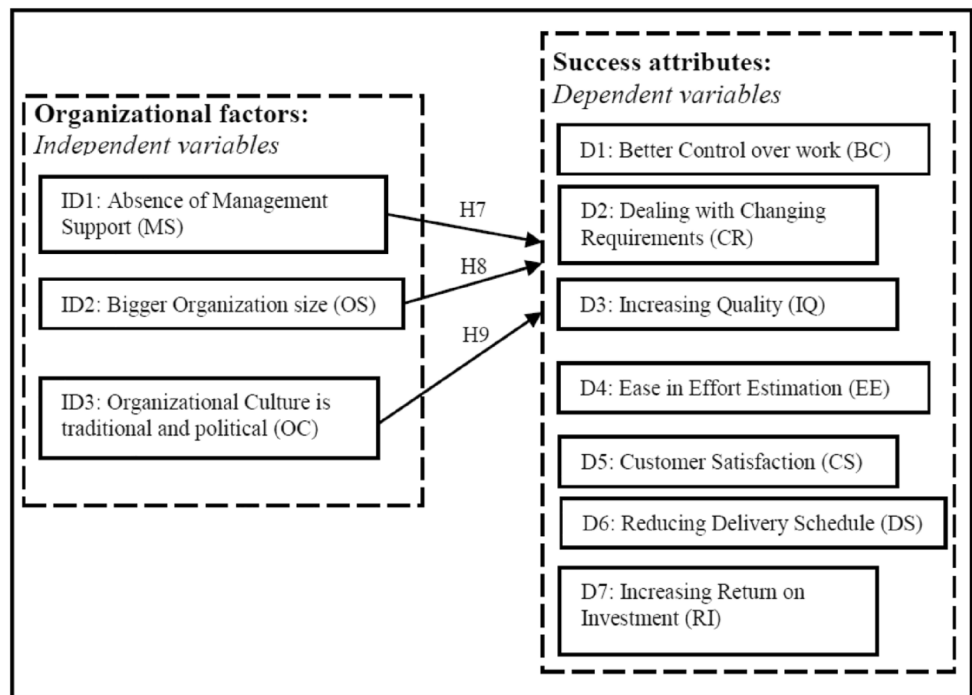 Organizational factors:
Independent variables
ID1: Absence of Management
Support (MS)
ID2: Bigger Organization size (OS)
ID3: Organizational Culture is
traditional and political (OC)
H7
H8
H9
Success attributes:
Dependent variables
D1: Better Control over work (BC)
D2: Dealing with Changing
Requirements (CR)
D3: Increasing Quality (IQ)
D4: Ease in Effort Estimation (EE)
D5: Customer Satisfaction (CS)
D6: Reducing Delivery Schedule (DS)
D7: Increasing Return on
Investment (RI)